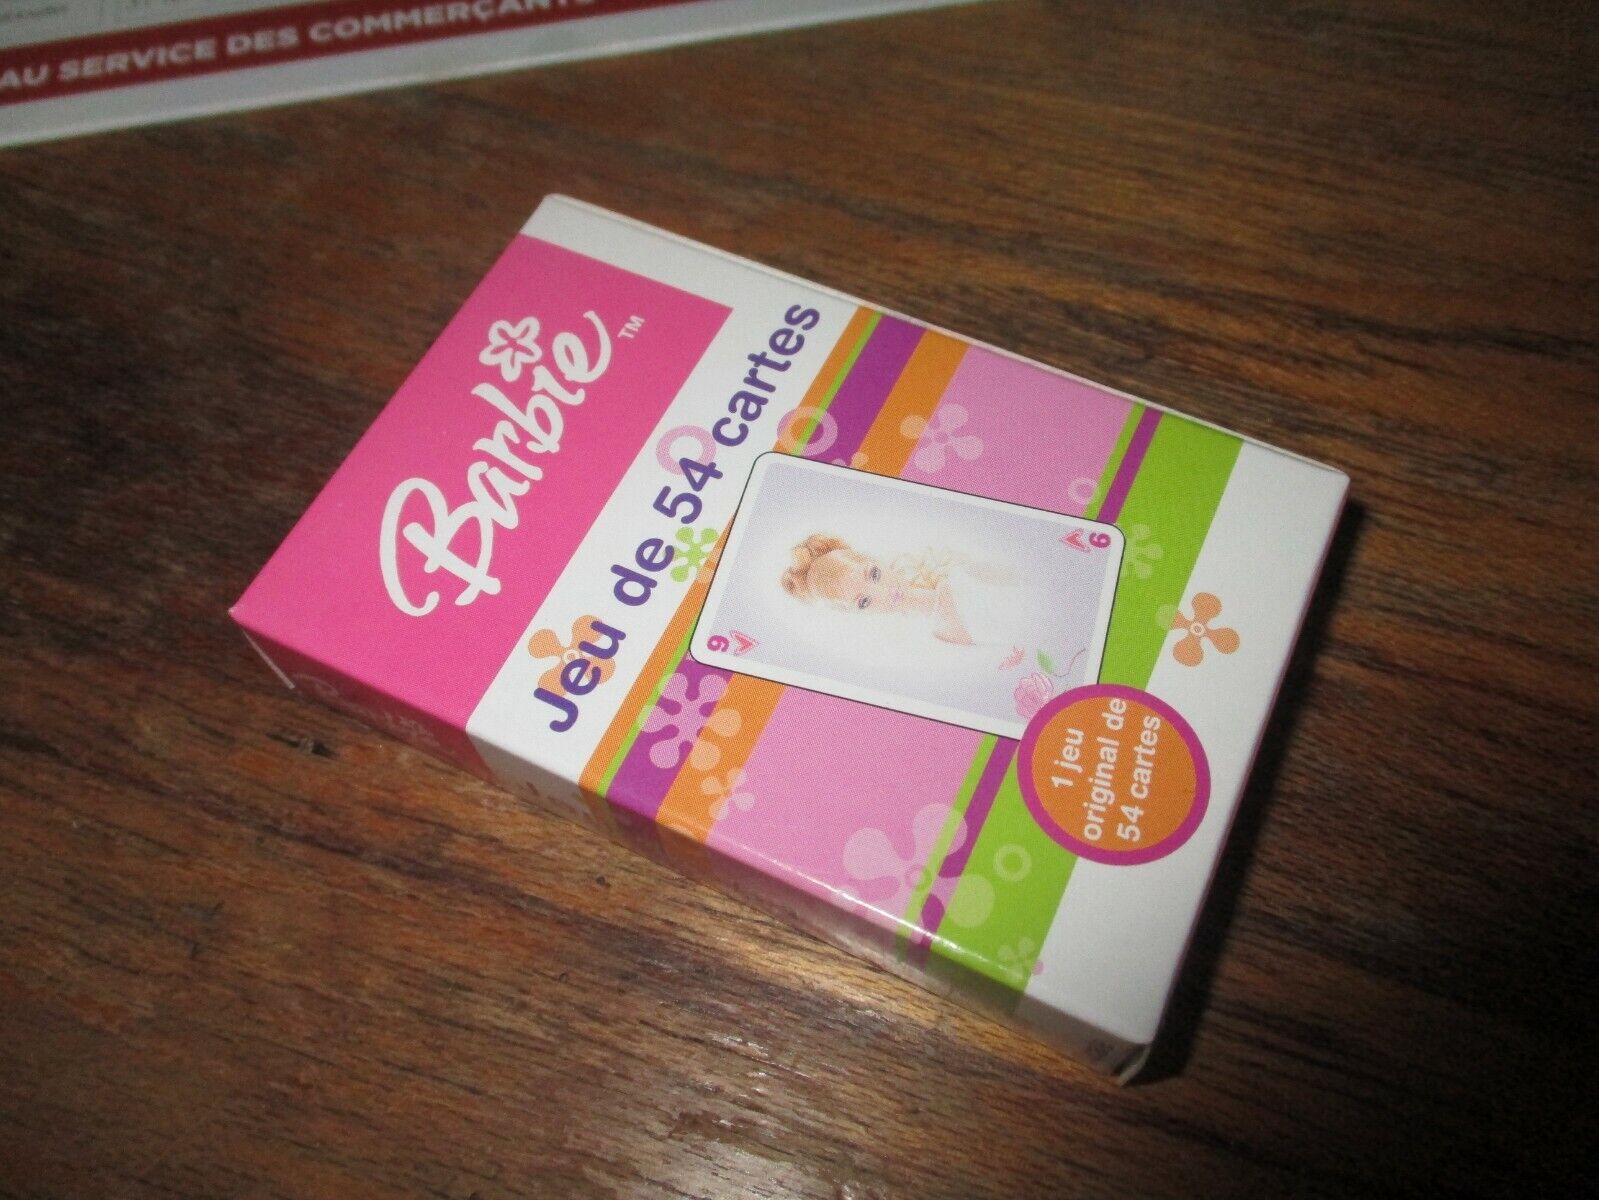 AU SERVICE DES COMMERÇANTS
Barbie™
Jeu de 54 cartes
9
9
1 jeu
original de
54 cartes